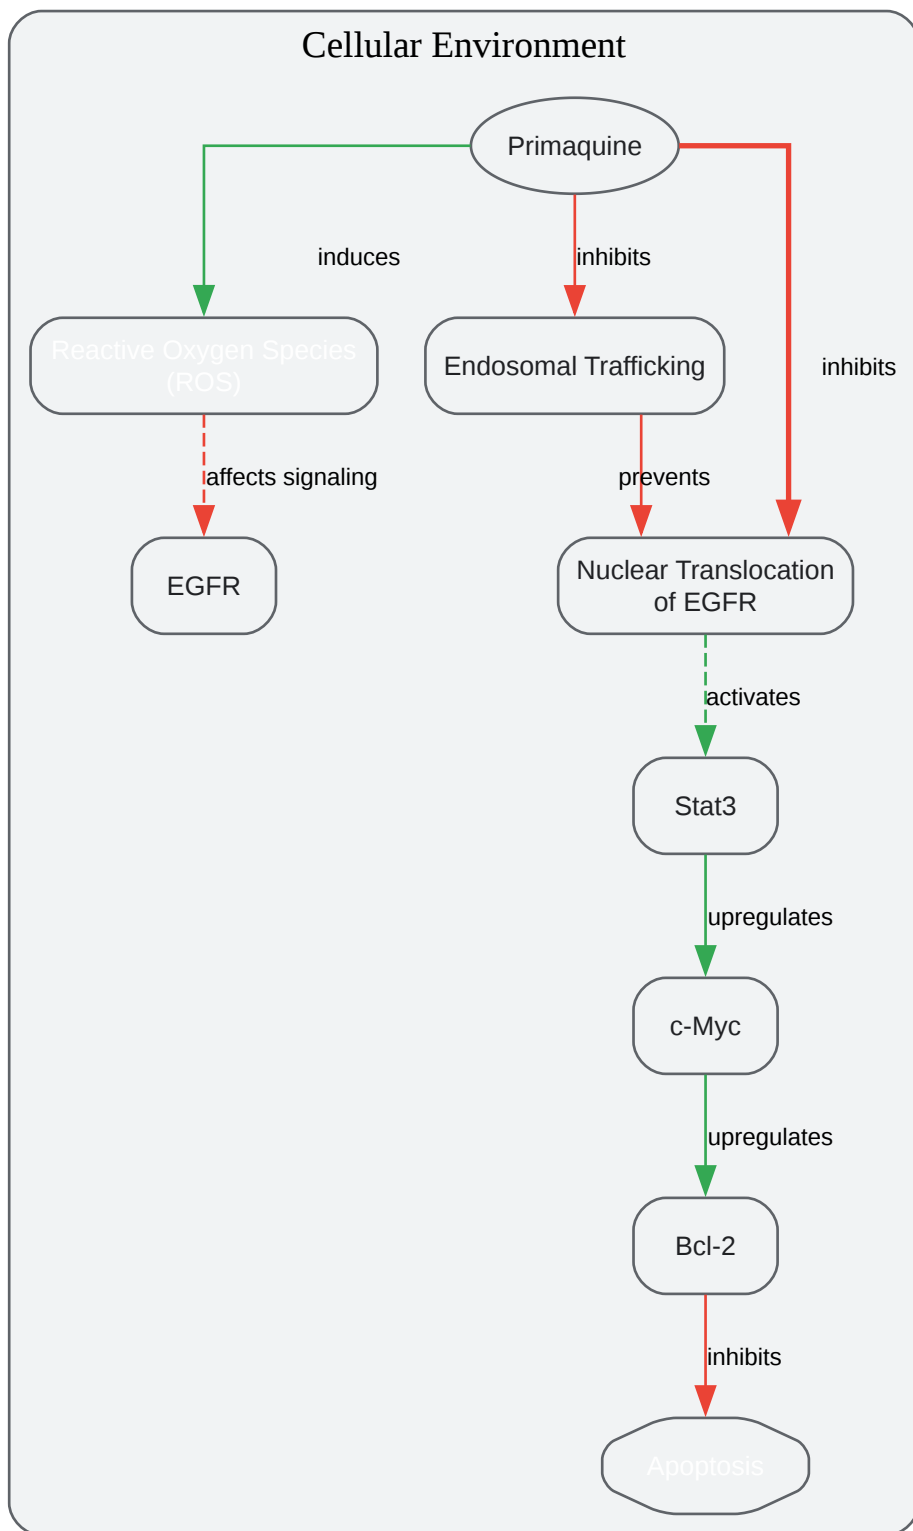 Cellular Environment
Primaquine
induces
inhibits
Reactive Oxygen Species
(ROS)
Endosomal Trafficking
inhibits
affects signaling
prevents
EGFR
Nuclear Translocation
of EGFR
activates
Stat3
upregulates
c-Myc
upregulates
Bcl-2
inhibits
Apoptosis